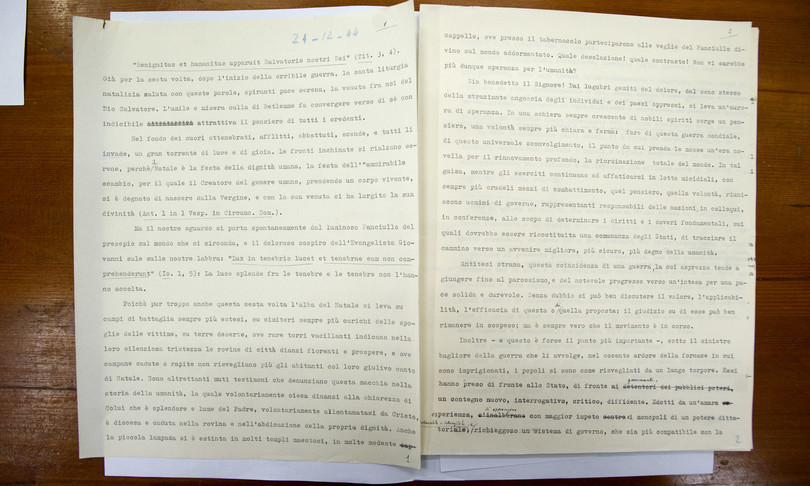 24-12-44
1
"Benignitas et humanitas apparuit Salvatoris nostri Dei" (Tit. 3, 4).
Già per la sesta volta, dopo l'inizio della orribile guerra, la santa liturgia
natalizia saluta con queste parole, spiranti pace serena, la venuta fra noi del
Dio Salvatore. L'umile e misera culla di Betlemme fa convergere verso di sè con
indicibile attrattiva il pensiero di tutti i credenti.
Nel fondo dei cuori ottenebrati, afflitti, abbattuti, scende, e tutti li
invade, un gran torrente di luce e di gioia. Le fronti inchinate si rialzano se-
rene, perchè il Natale è la festa della dignità umana, la festa dell'"ammirabile
scambio, per il quale il Creatore del genere umano, prendendo un corpo vivente,
si è degnato di nascere dalla Vergine, e con la sua venuta ci ha largito la sua
divinità (Ant. 1 in 1 Vesp. in Circumc. Dom.).
Ma il nostro sguardo si porta spontaneamente dal luminoso Fanciullo del
presepio sul mondo che ci circonda, e il doloroso sospiro dell'Evangelista Gio-
vanni sale sulle nostre labbra: "Lux in tenebris lucet et tenebrae eam non com-
prehenderunt" (Io. 1, 5): La luce splende fra le tenebre e le tenebre non l'han-
no accolta.
Poichè pur troppo anche questa sesta volta l'alba del Natale si leva su
campi di battaglia sempre più estesi, su cimiteri sempre più carichi delle spo-
glie delle vittime, su terre deserte, ove rare torri vacillanti indicano nella
loro silenziosa tristezza le rovine di città dianzi fiorenti e prospere, e ove
campane cadute o rapite non risvegliano più gli abitanti col loro giulivo canto
di Natale. Sono altrettanti muti testimoni che denunziano questa macchia nella
storia della umanità, la quale volontariamente cieca dinanzi alla chiarezza di
Colui che è splendore e lume del Padre, volontariamente allontanatasi da Cristo,
è discesa e caduta nella rovina e nell'abdicazione della propria dignità. Anche
la piccola lampada si è estinta in molti templi maestosi, in molte modeste cap-
1
2
cappelle, ove presso il tabernacolo partecipavano alle veglie del Fanciullo di-
vino sul mondo addormentato. Quale desolazione! quale contrasto! Non vi sarebbe
più dunque speranza per l'umanità?
Sia benedetto il Signore! Dai lugubri gemiti del dolore, dal seno stesso
della straziante angoscia degli individui e dei paesi oppressi, si leva un'auro-
ra di speranza. In una schiera sempre crescente di nobili spiriti sorge un pen-
siero, una volontà sempre più chiara e ferma: fare di questa guerra mondiale,
di questo universale sconvolgimento, il punto da cui prenda le mosse un'era no-
vella per il rinnovamento profondo, la riordinazione totale del mondo. In tal
guisa, mentre gli eserciti continuano ad affaticarsi in lotte micidiali, con
sempre più crudeli mezzi di combattimento,
uomini di governo, rappresentanti responsabili delle nazioni, in colloqui,
in conferenze, allo scopo di determinare i diritti e i doveri fondamentali, sui
quali dovrebbe essere ricostituita una comunanza degli Stati, di tracciare il
cammino verso un avvenire migliore, più sicuro, più degno della umanità.
Antitesi strana, questa coincidenza di una guerra, la cui asprezza tende a
giungere fino al parossismo, e del notevole progresso verso un'intesa per una pa-
ce solida e durevole. Senza dubbio si può ben discutere il valore, l'applicabi-
lità, l'efficacia di questa o di quella proposta; il giudizio su di esse può ben
rimanere in sospeso; ma è sempre vero che il movimento è in corso.
Inoltre - e questo è forse il punto più importante -, sotto il sinistro
bagliore della guerra che li avvolge, nel cocente ardore della fornace in cui
sono imprigionati, i popoli si sono come risvegliati da un lungo torpore. Essi
hanno preso di fronte allo Stato, di fronte ai governanti, detentori dei pubblici poteri,
un contegno nuovo, interrogativo, critico, diffidente. Edotti da un'amara
esperienza, si oppongono con maggior impeto ai monopoli di un potere ditta-
toriale, e richieggono un sistema di governo, che sia più compatibile con la
2